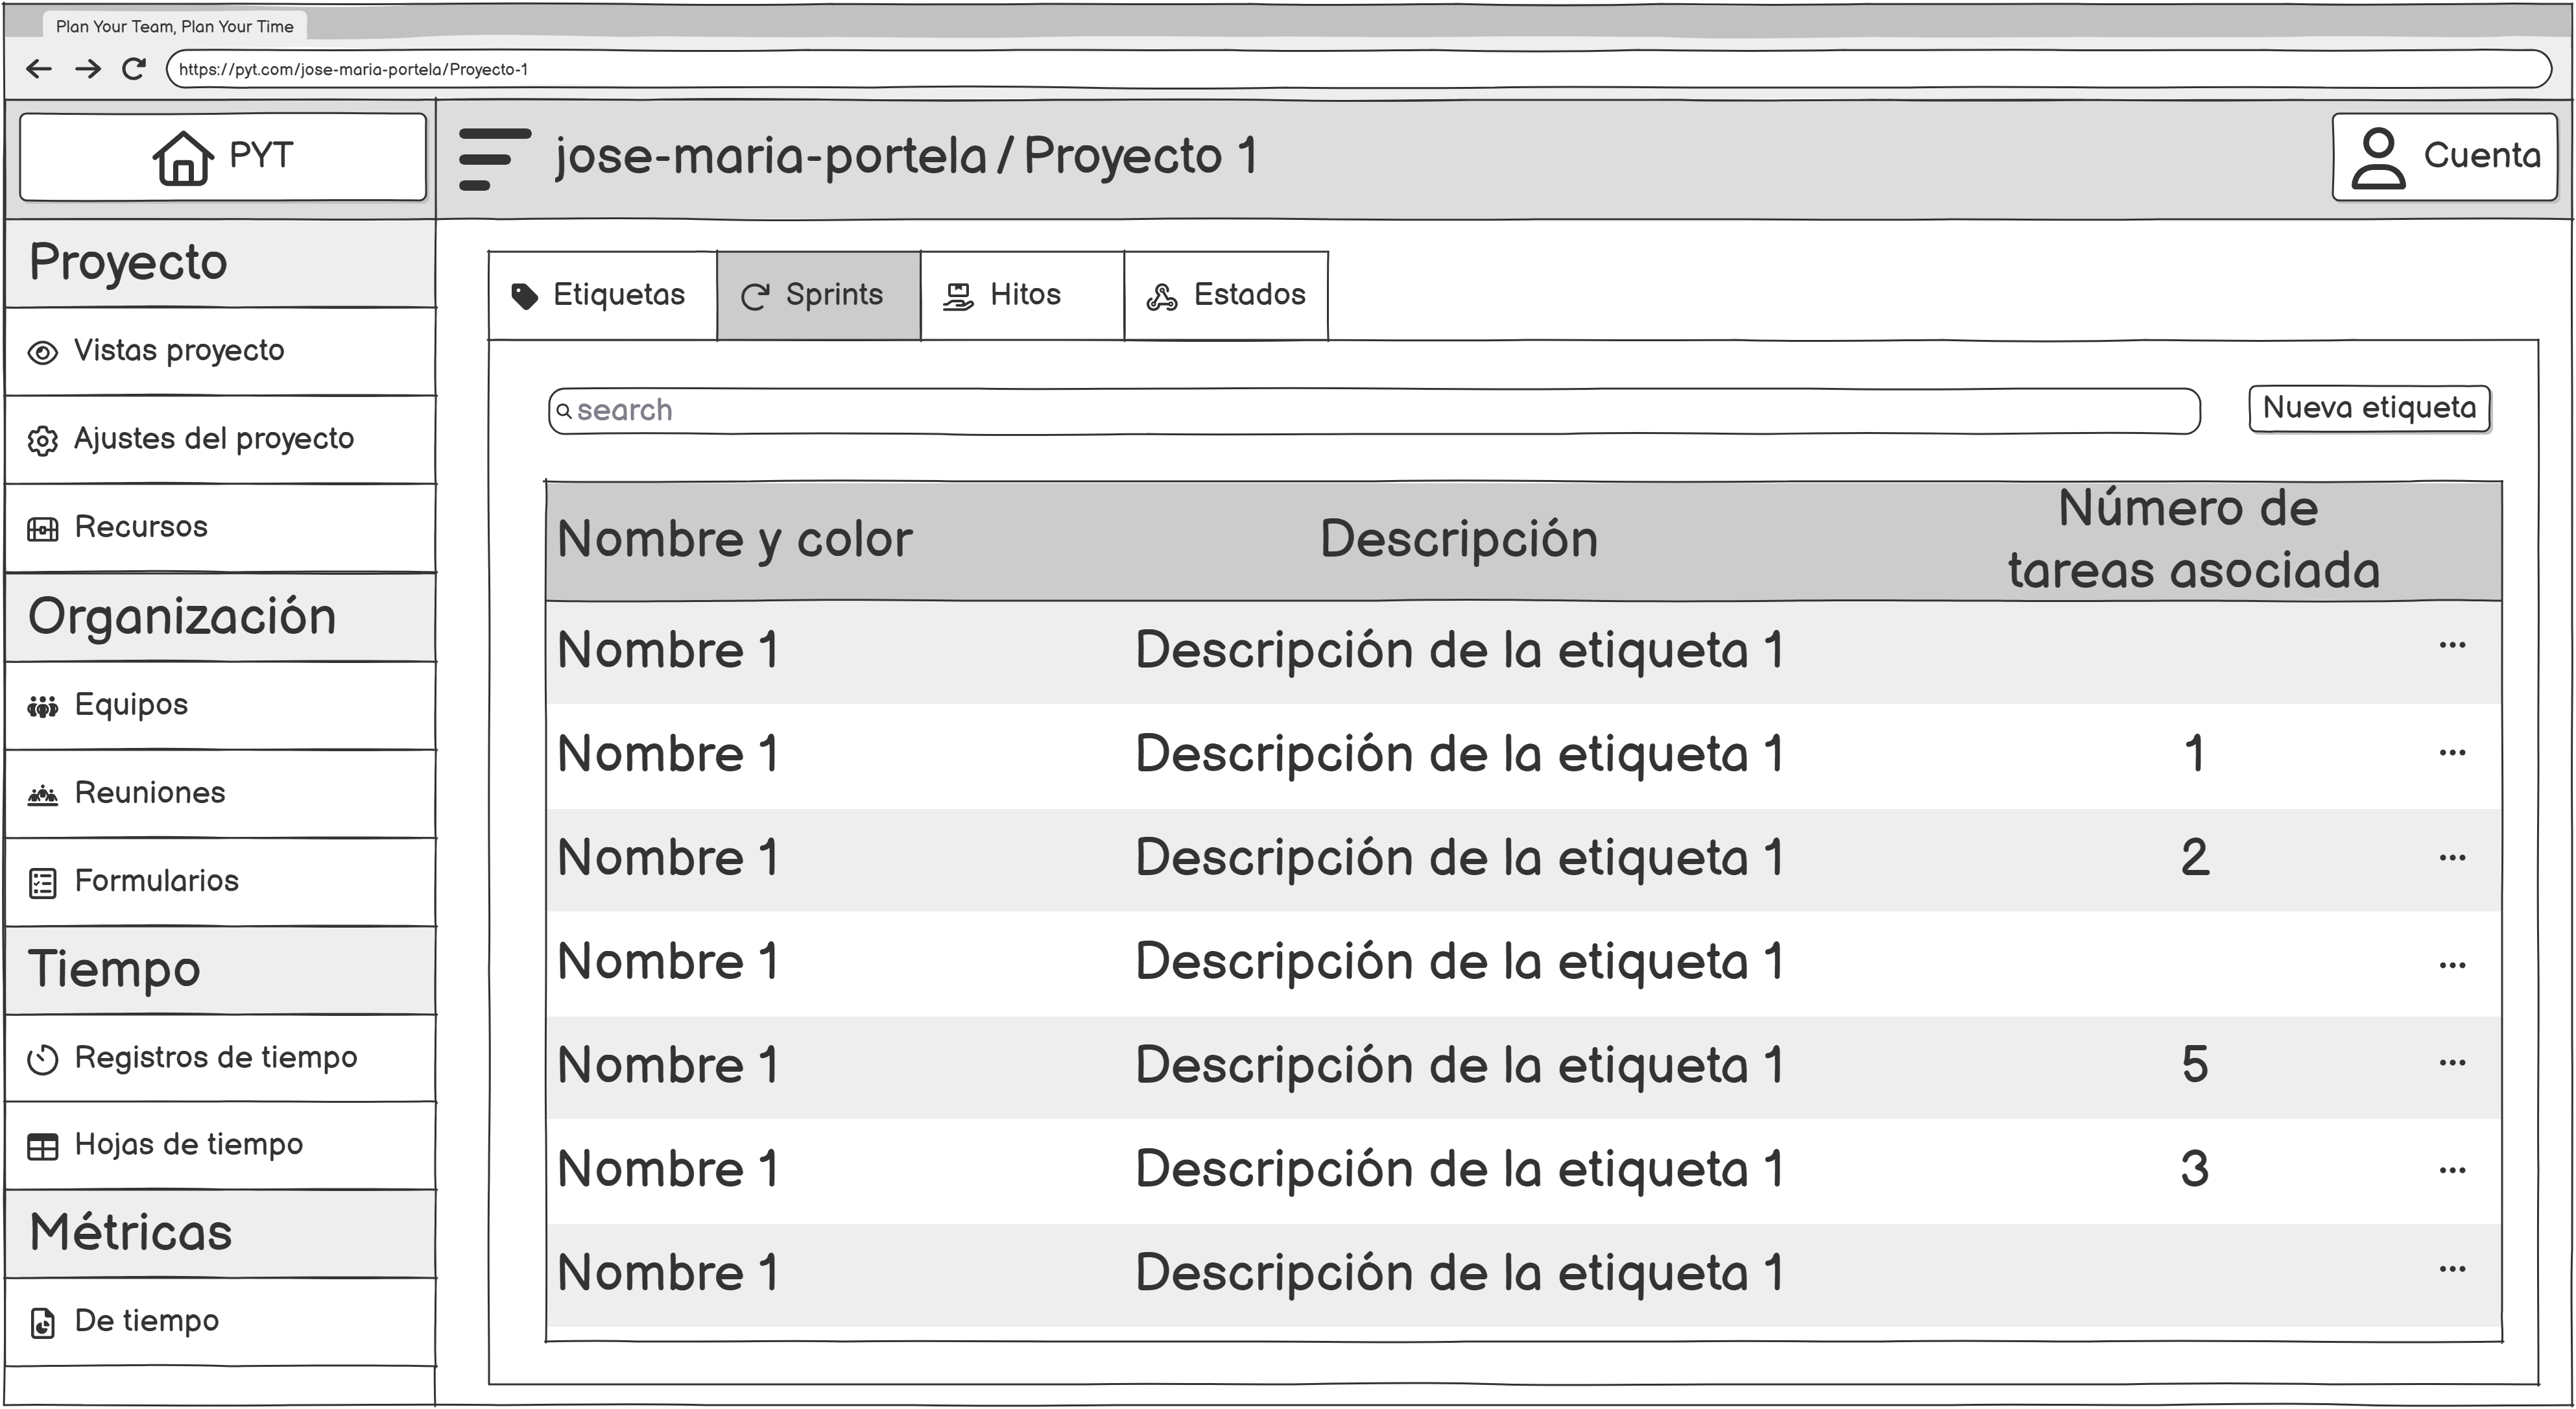 Plan Your Team, Plan Your Time
https://pyt.com/jose-maria-portela/Proyecto-1
PYT
jose-maria-portela / Proyecto 1
Cuenta
Proyecto
Vistas proyecto
Ajustes del proyecto
Recursos
Organización
Equipos
Reuniones
Formularios
Tiempo
Registros de tiempo
Hojas de tiempo
Métricas
De tiempo
Etiquetas
Sprints
Hitos
Estados
search
Nueva etiqueta
Nombre y color
Descripción
Número de
tareas asociada
Nombre 1 Descripción de la etiqueta 1 ...
Nombre 1 Descripción de la etiqueta 1 1 ...
Nombre 1 Descripción de la etiqueta 1 2 ...
Nombre 1 Descripción de la etiqueta 1 ...
Nombre 1 Descripción de la etiqueta 1 5 ...
Nombre 1 Descripción de la etiqueta 1 3 ...
Nombre 1 Descripción de la etiqueta 1 ...